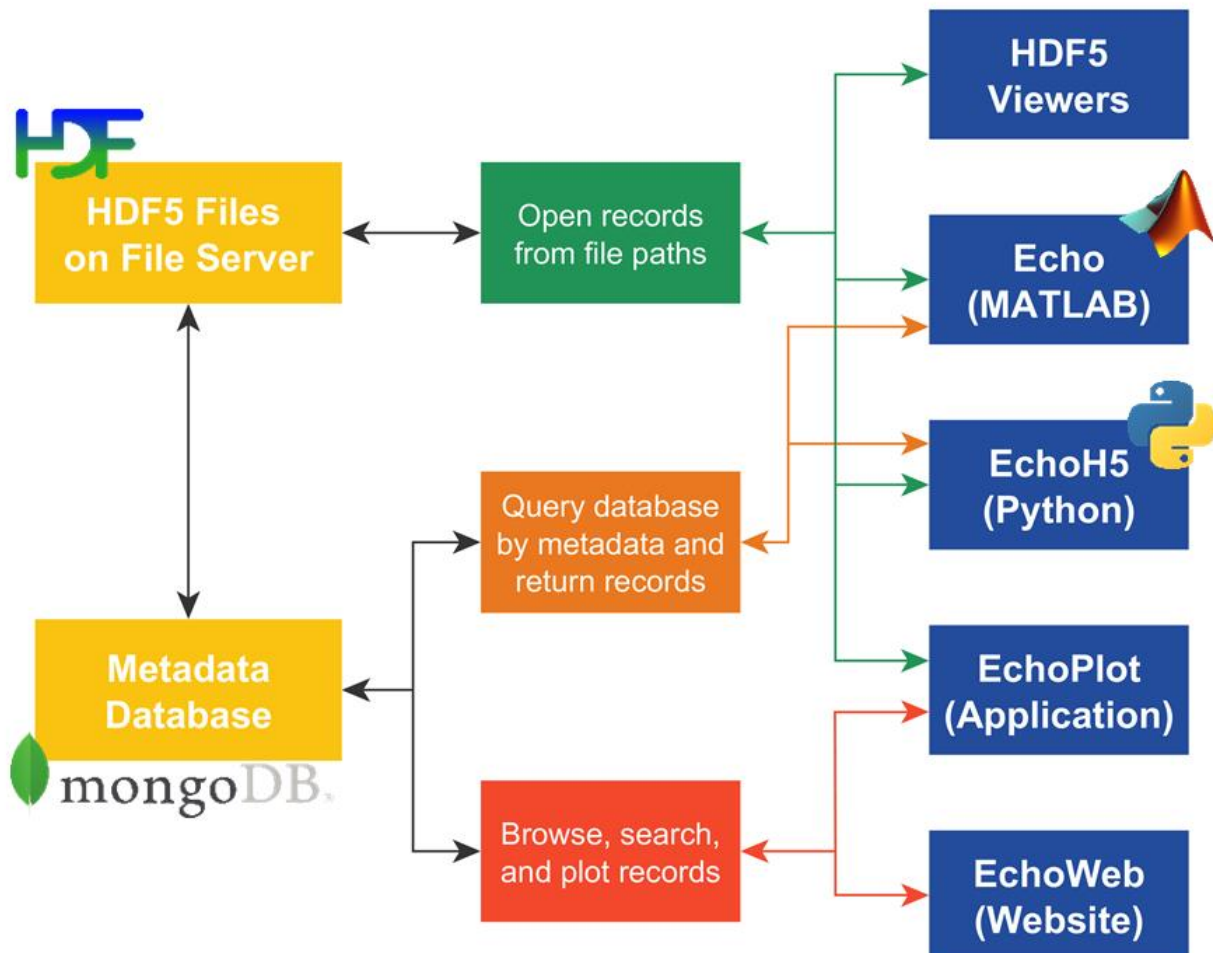 HDF
HDF5 Files
on File Server
Metadata
Database
mongoDB®
Open records
from file paths
Query database
by metadata and
return records
Browse, search,
and plot records
HDF5
Viewers
Echo
(MATLAB)
EchoH5
(Python)
EchoPlot
(Application)
EchoWeb
(Website)